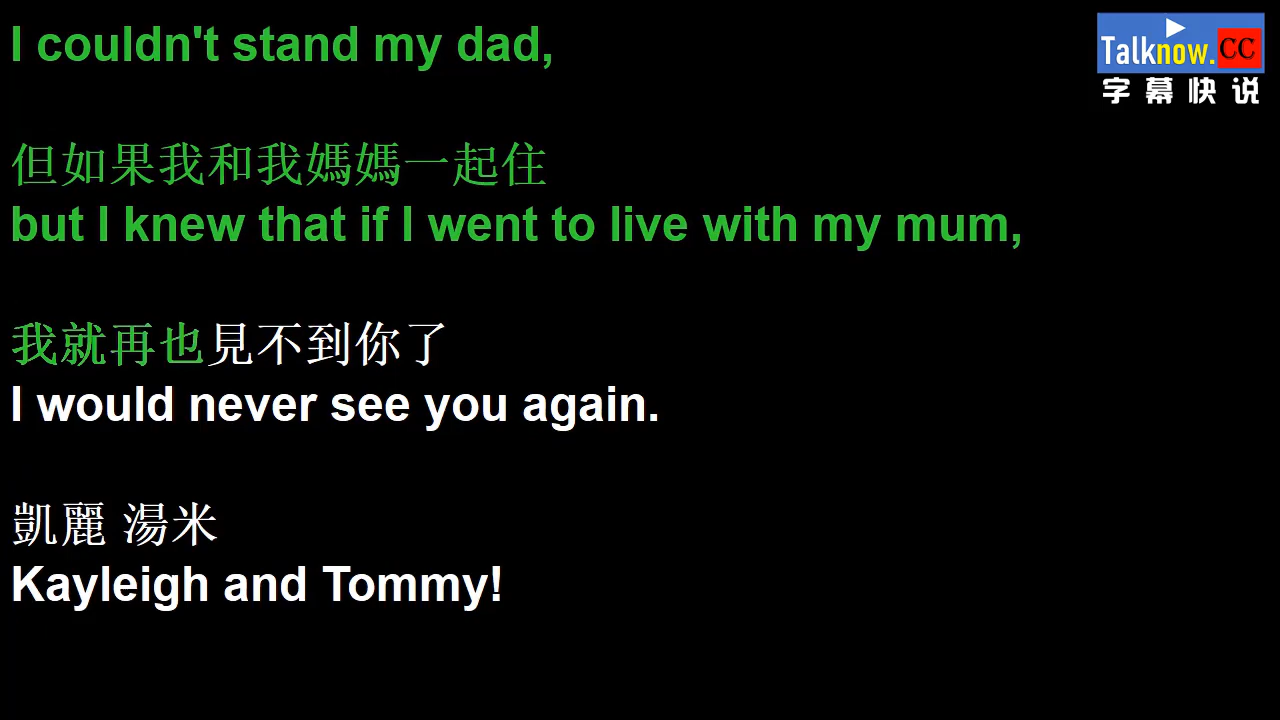 I couldn't stand my dad,
Talknow.CC
字幕快说
但如果我和我媽媽一起住
but I knew that if I went to live with my mum,
我就再也見不到你了
I would never see you again.
凱麗 湯米
Kayleigh and Tommy!